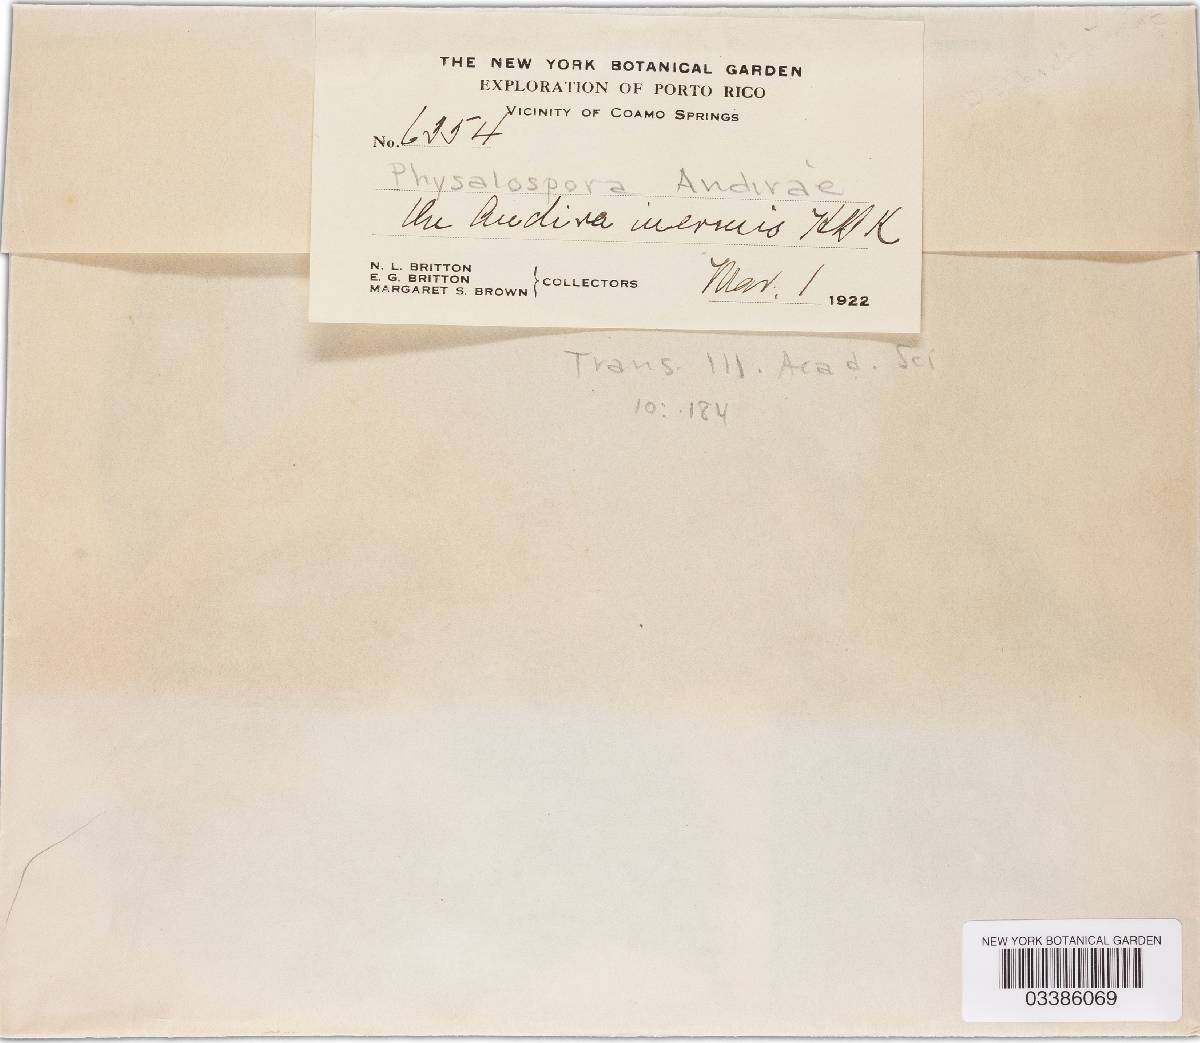 THE NEW YORK BOTANICAL GARDEN
EXPLORATION OF PORTO RICO
VICINITY OF COAMO SPRINGS
No. 6354
Physalospora Andirae
On Andira inermis HBK
N. L. BRITTON
E. G. BRITTON
MARGARET S. BROWN } COLLECTORS
Mar. 1 1922
Trans. Ill. Acad. Sci
10: 184
NEW YORK BOTANICAL GARDEN
03386069